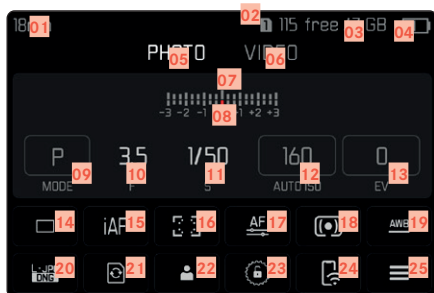 01 02 1 115 free 03 GB 04
PHOTO VIDEO
05 06
07
08
-3 -2 -1 +1 +2 +3
P 3.5 1/50 160 0
09 10 11 12 13
MODE F S AUTO ISO EV
14 iAF 15 16 AF 17 18 AWB 19
L-JPG DNG 20 21 22 23 24 25